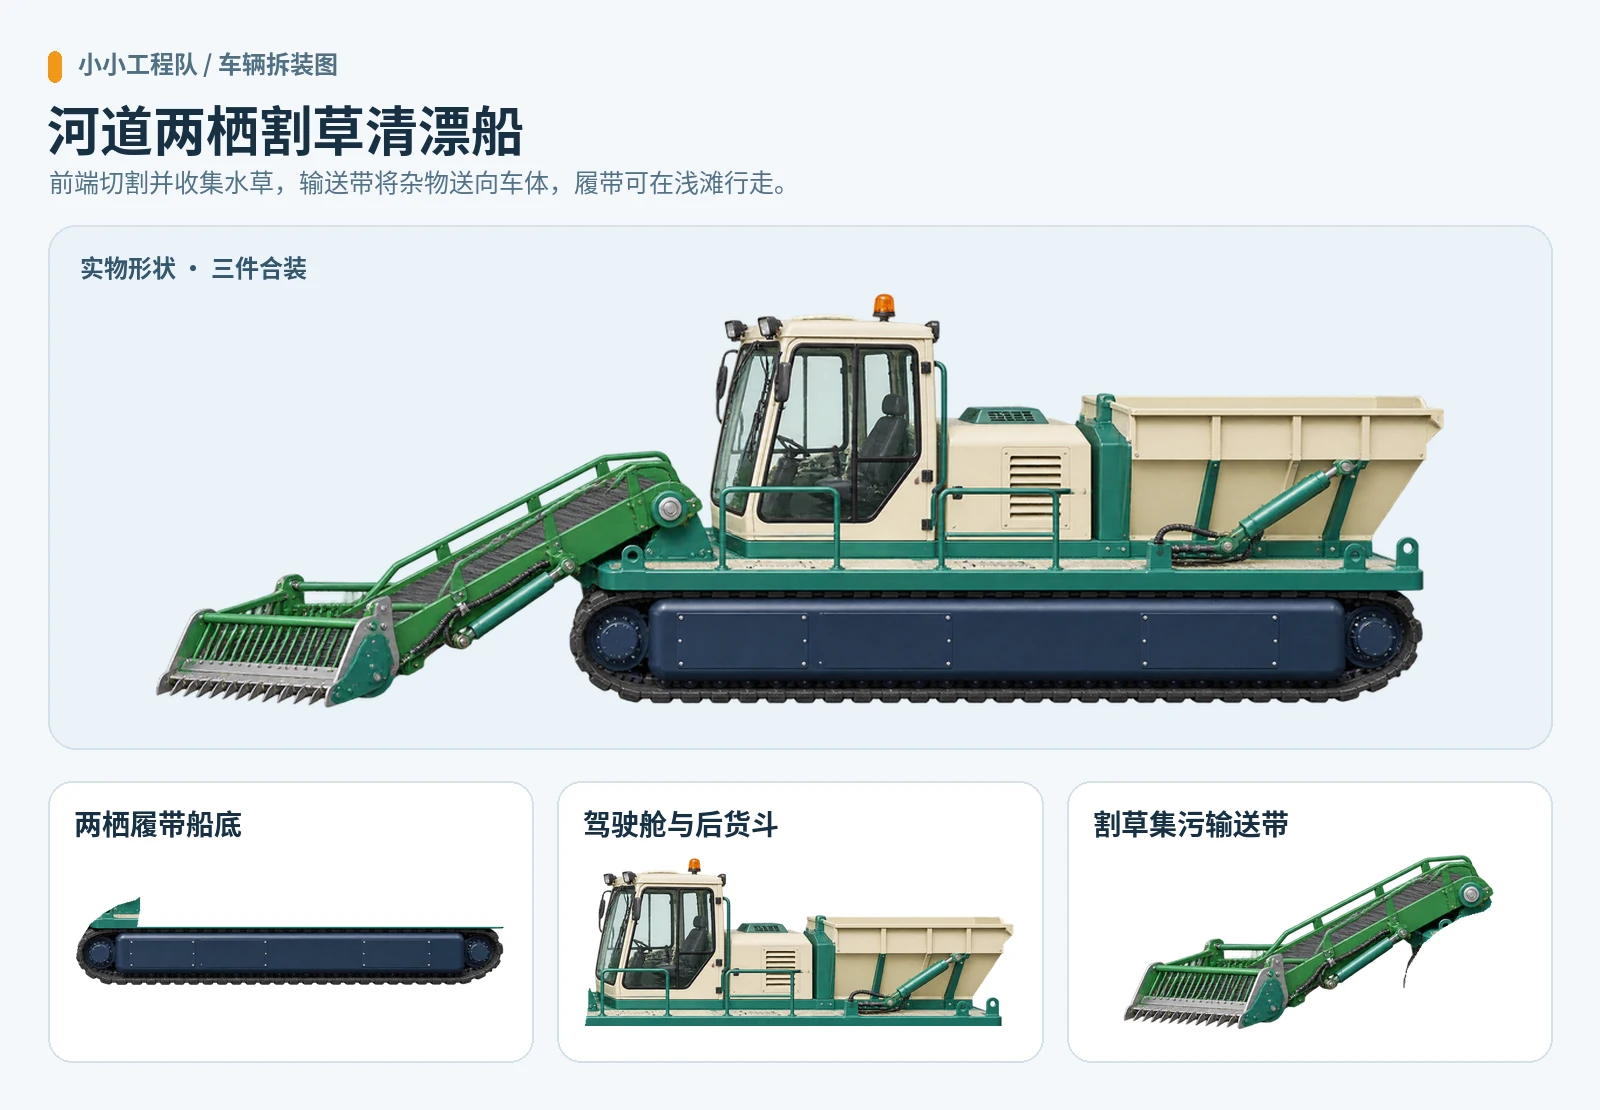 小小工程队 / 车辆拆装图
河道两栖割草清漂船
前端切割并收集水草，输送带将杂物送向车体，履带可在浅滩行走。
实物形状 · 三件合装
两栖履带船底
驾驶舱与后货斗
割草集污输送带